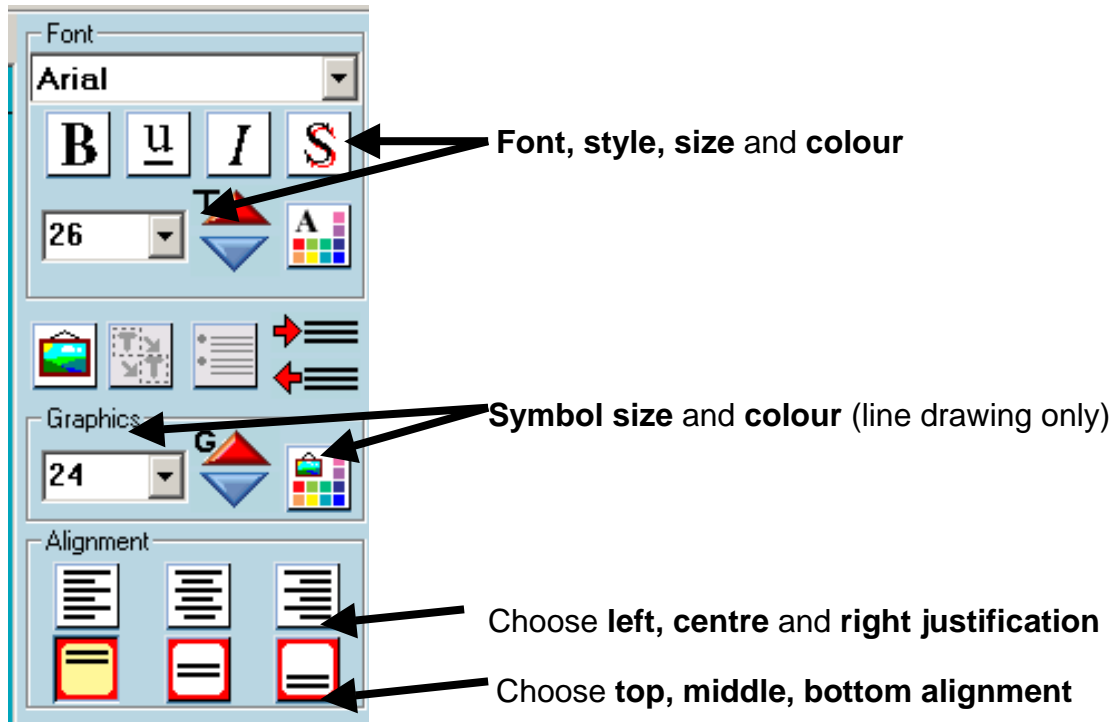 Font
Arial
B u I S
Font, style, size and colour
26 T A
Graphics
Symbol size and colour (line drawing only)
24 G
Alignment
Choose left, centre and right justification
Choose top, middle, bottom alignment